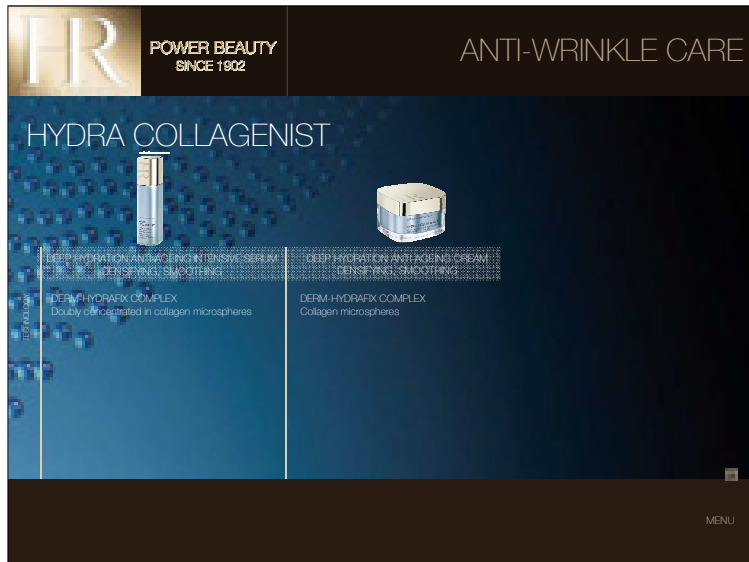 HR
POWER BEAUTY
SINCE 1902
ANTI-WRINKLE CARE
HYDRA COLLAGENIST
DEEP HYDRATION ANTI-AGEING INTENSIVE SERUM
DENSIFYING, SMOOTHING
DEEP HYDRATION ANTI-AGEING CREAM
DENSIFYING, SMOOTHING
TECHNOLOGY
DERM-HYDRAFIX COMPLEX
Doubly concentrated in collagen microspheres
DERM-HYDRAFIX COMPLEX
Collagen microspheres
MENU